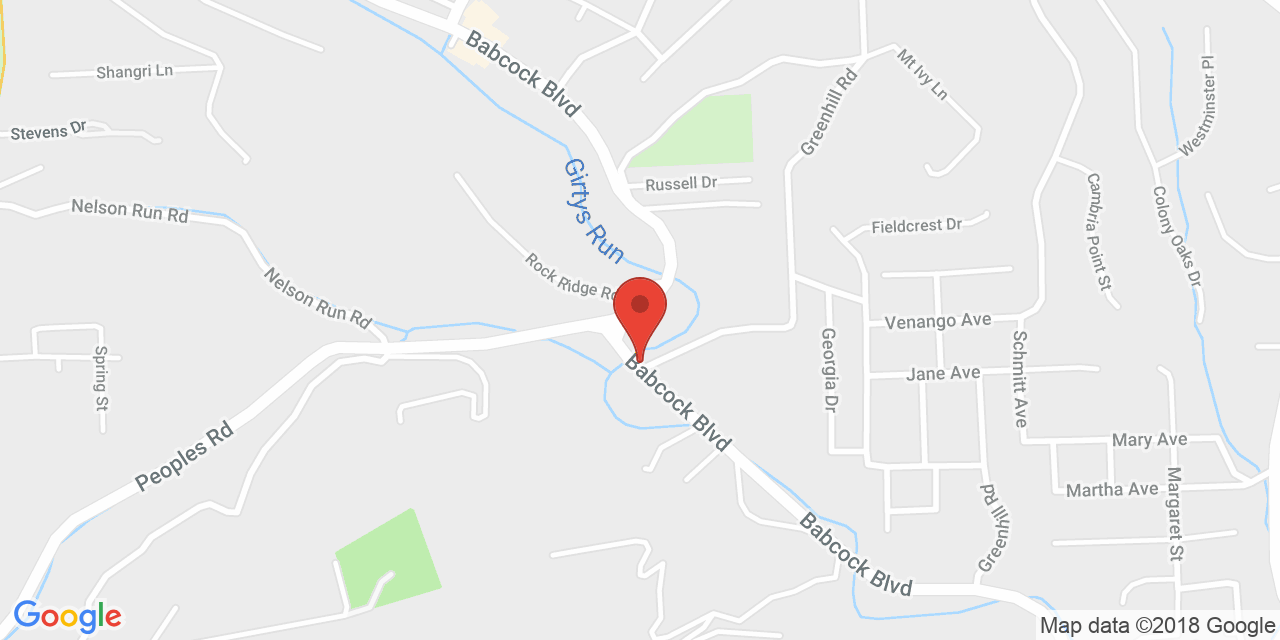 Babcock Blvd
Shangri Ln
Mt Ivy Ln
Westminster Pl
Greenhill Rd
Stevens Dr
Girtys Run
Russell Dr
Nelson Run Rd
Cambria Point St
Colony Oaks Dr
Fieldcrest Dr
Rock Ridge Ro
Nelson Run Rd
Venango Ave
Georgia Dr
Schmitt Ave
Spring St
Jane Ave
Babcock Blvd
Peoples Rd
Mary Ave
Martha Ave
Margaret St
Greenhill Rd
Babcock Blvd
Google
Map data ©2018 Google